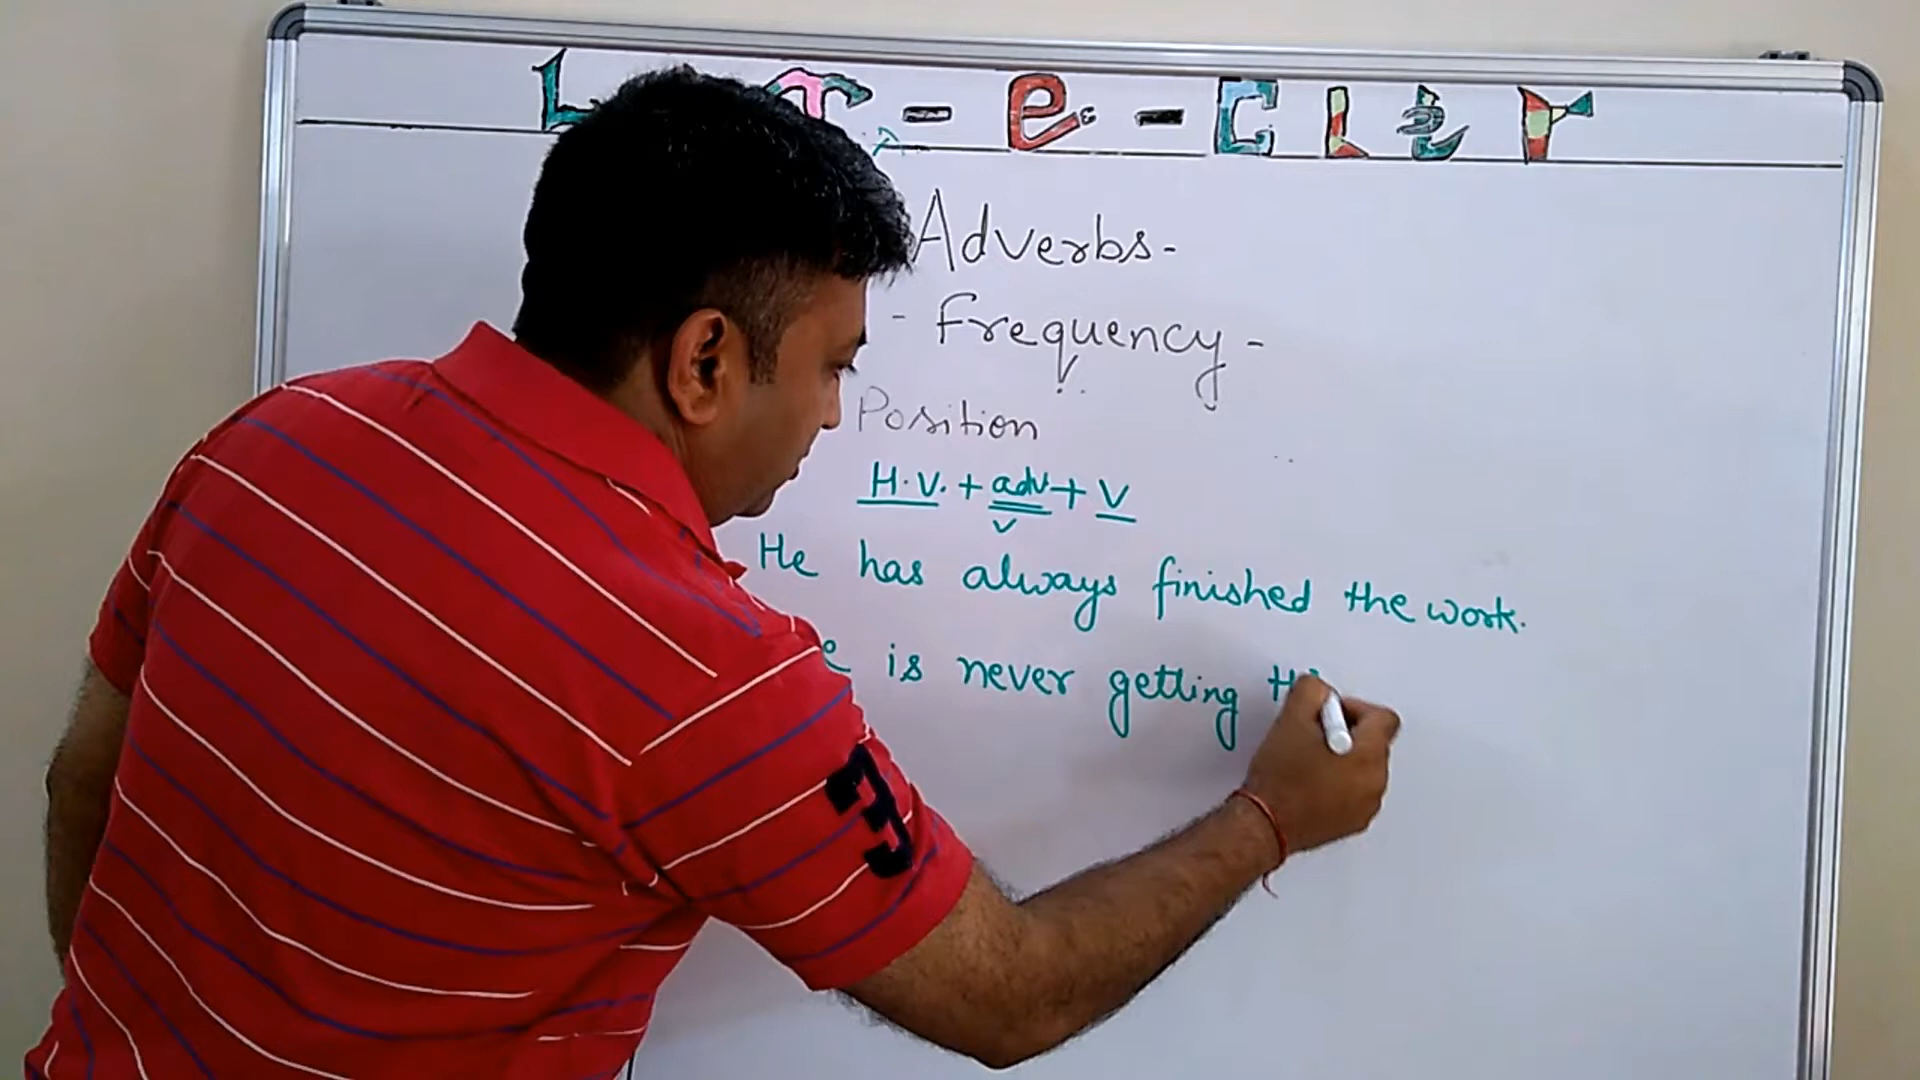 - e - C
Adverbs-
- Frequency -
Position
H.V. + adv + V
He has always finished the work.
is never getting